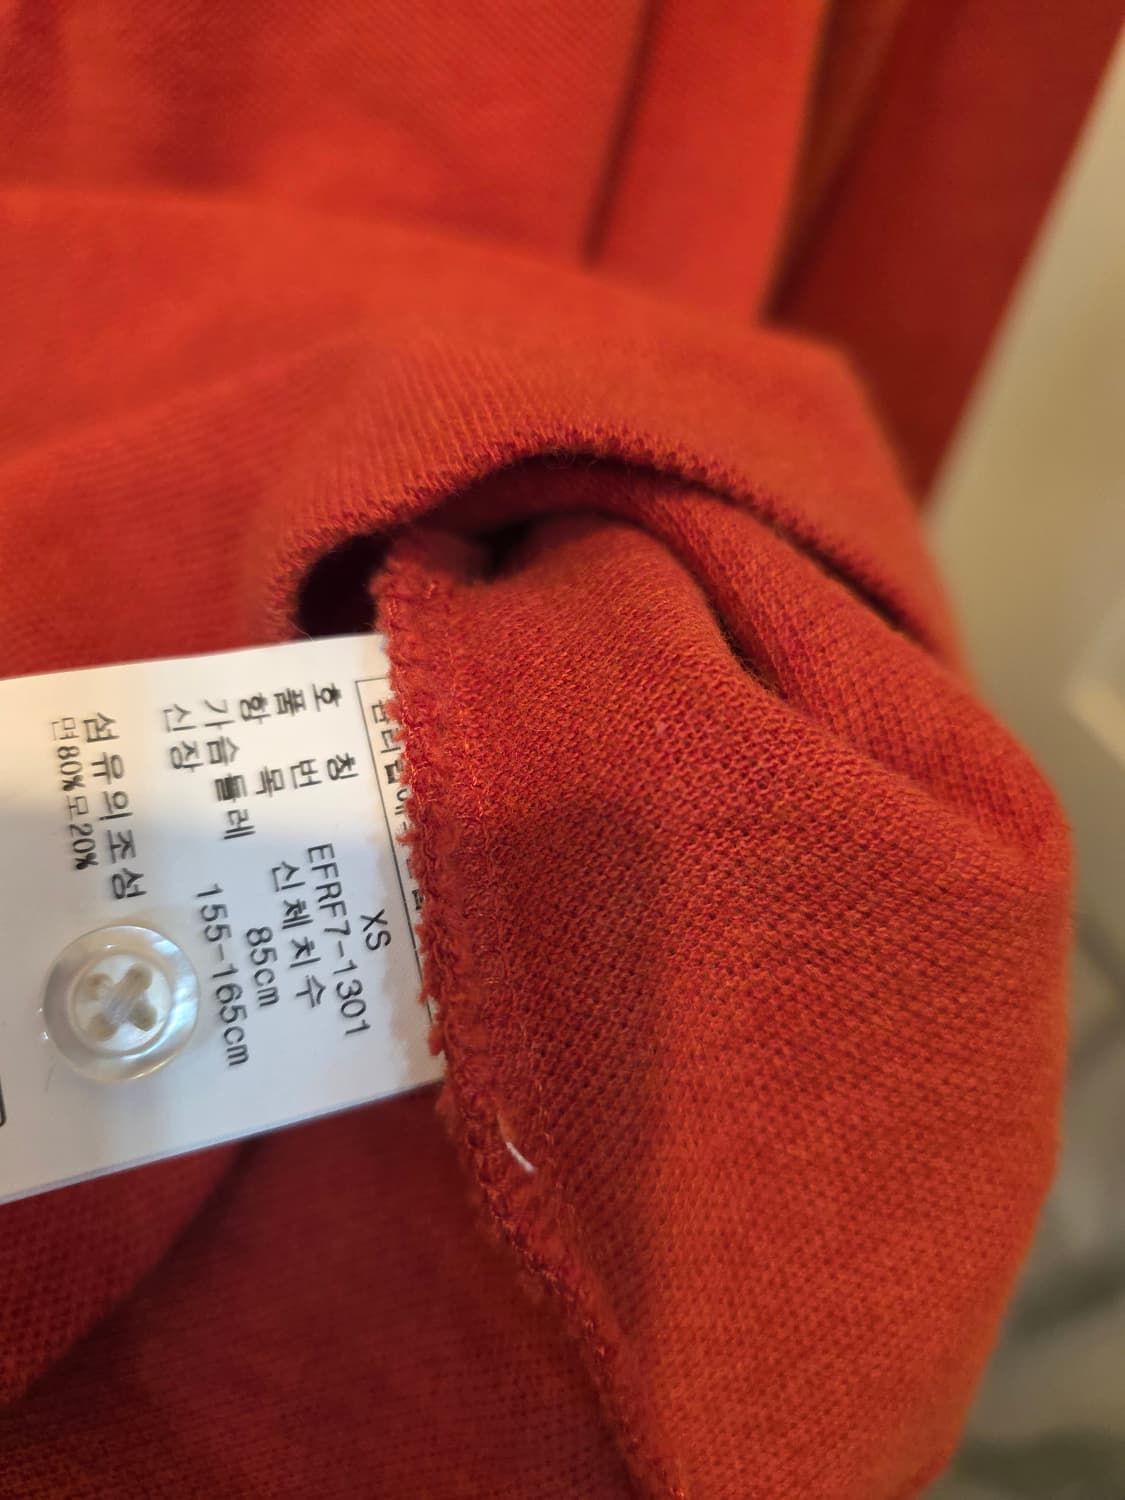 호 칭 XS
품 번 EFRF7-1301
항 목 신체치수
가슴둘레 85cm
신장 155-165cm
섬유의조성
면80%모20%